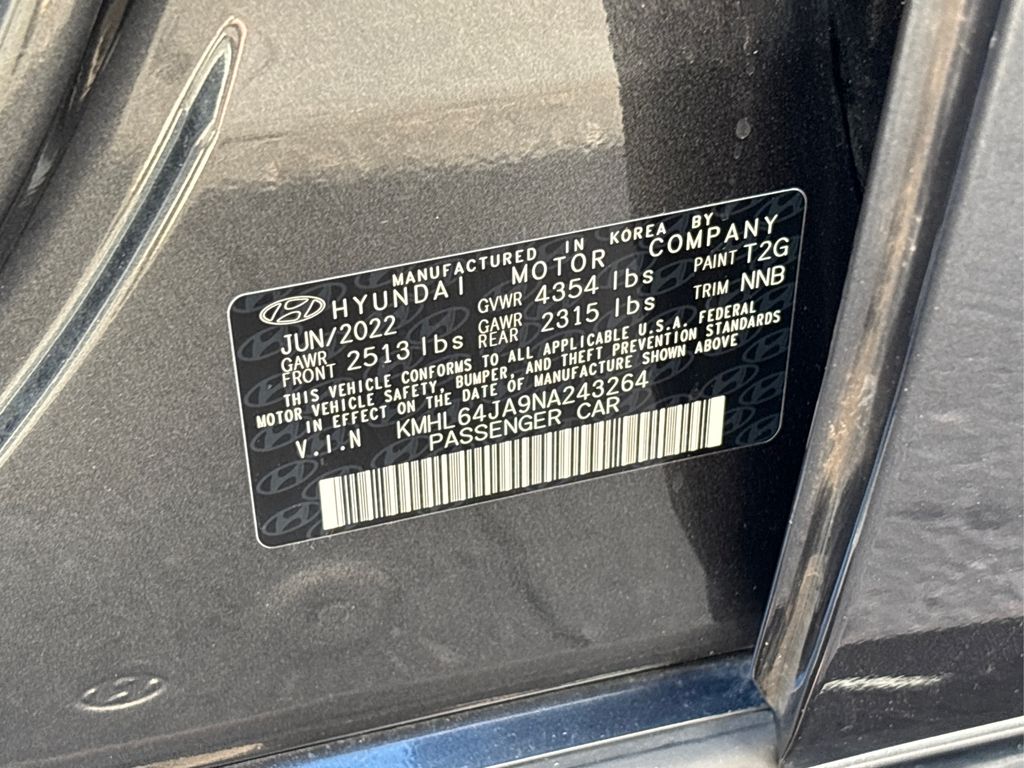 MANUFACTURED IN KOREA BY
HYUNDAI MOTOR COMPANY
JUN/2022 GVWR 4354 lbs PAINT T2G
GAWR FRONT 2513 lbs GAWR REAR 2315 lbs TRIM NNB
THIS VEHICLE CONFORMS TO ALL APPLICABLE U.S.A. FEDERAL
MOTOR VEHICLE SAFETY, BUMPER, AND THEFT PREVENTION STANDARDS
IN EFFECT ON THE DATE OF MANUFACTURE SHOWN ABOVE
V.I.N KMHL64JA9NA243264
PASSENGER CAR